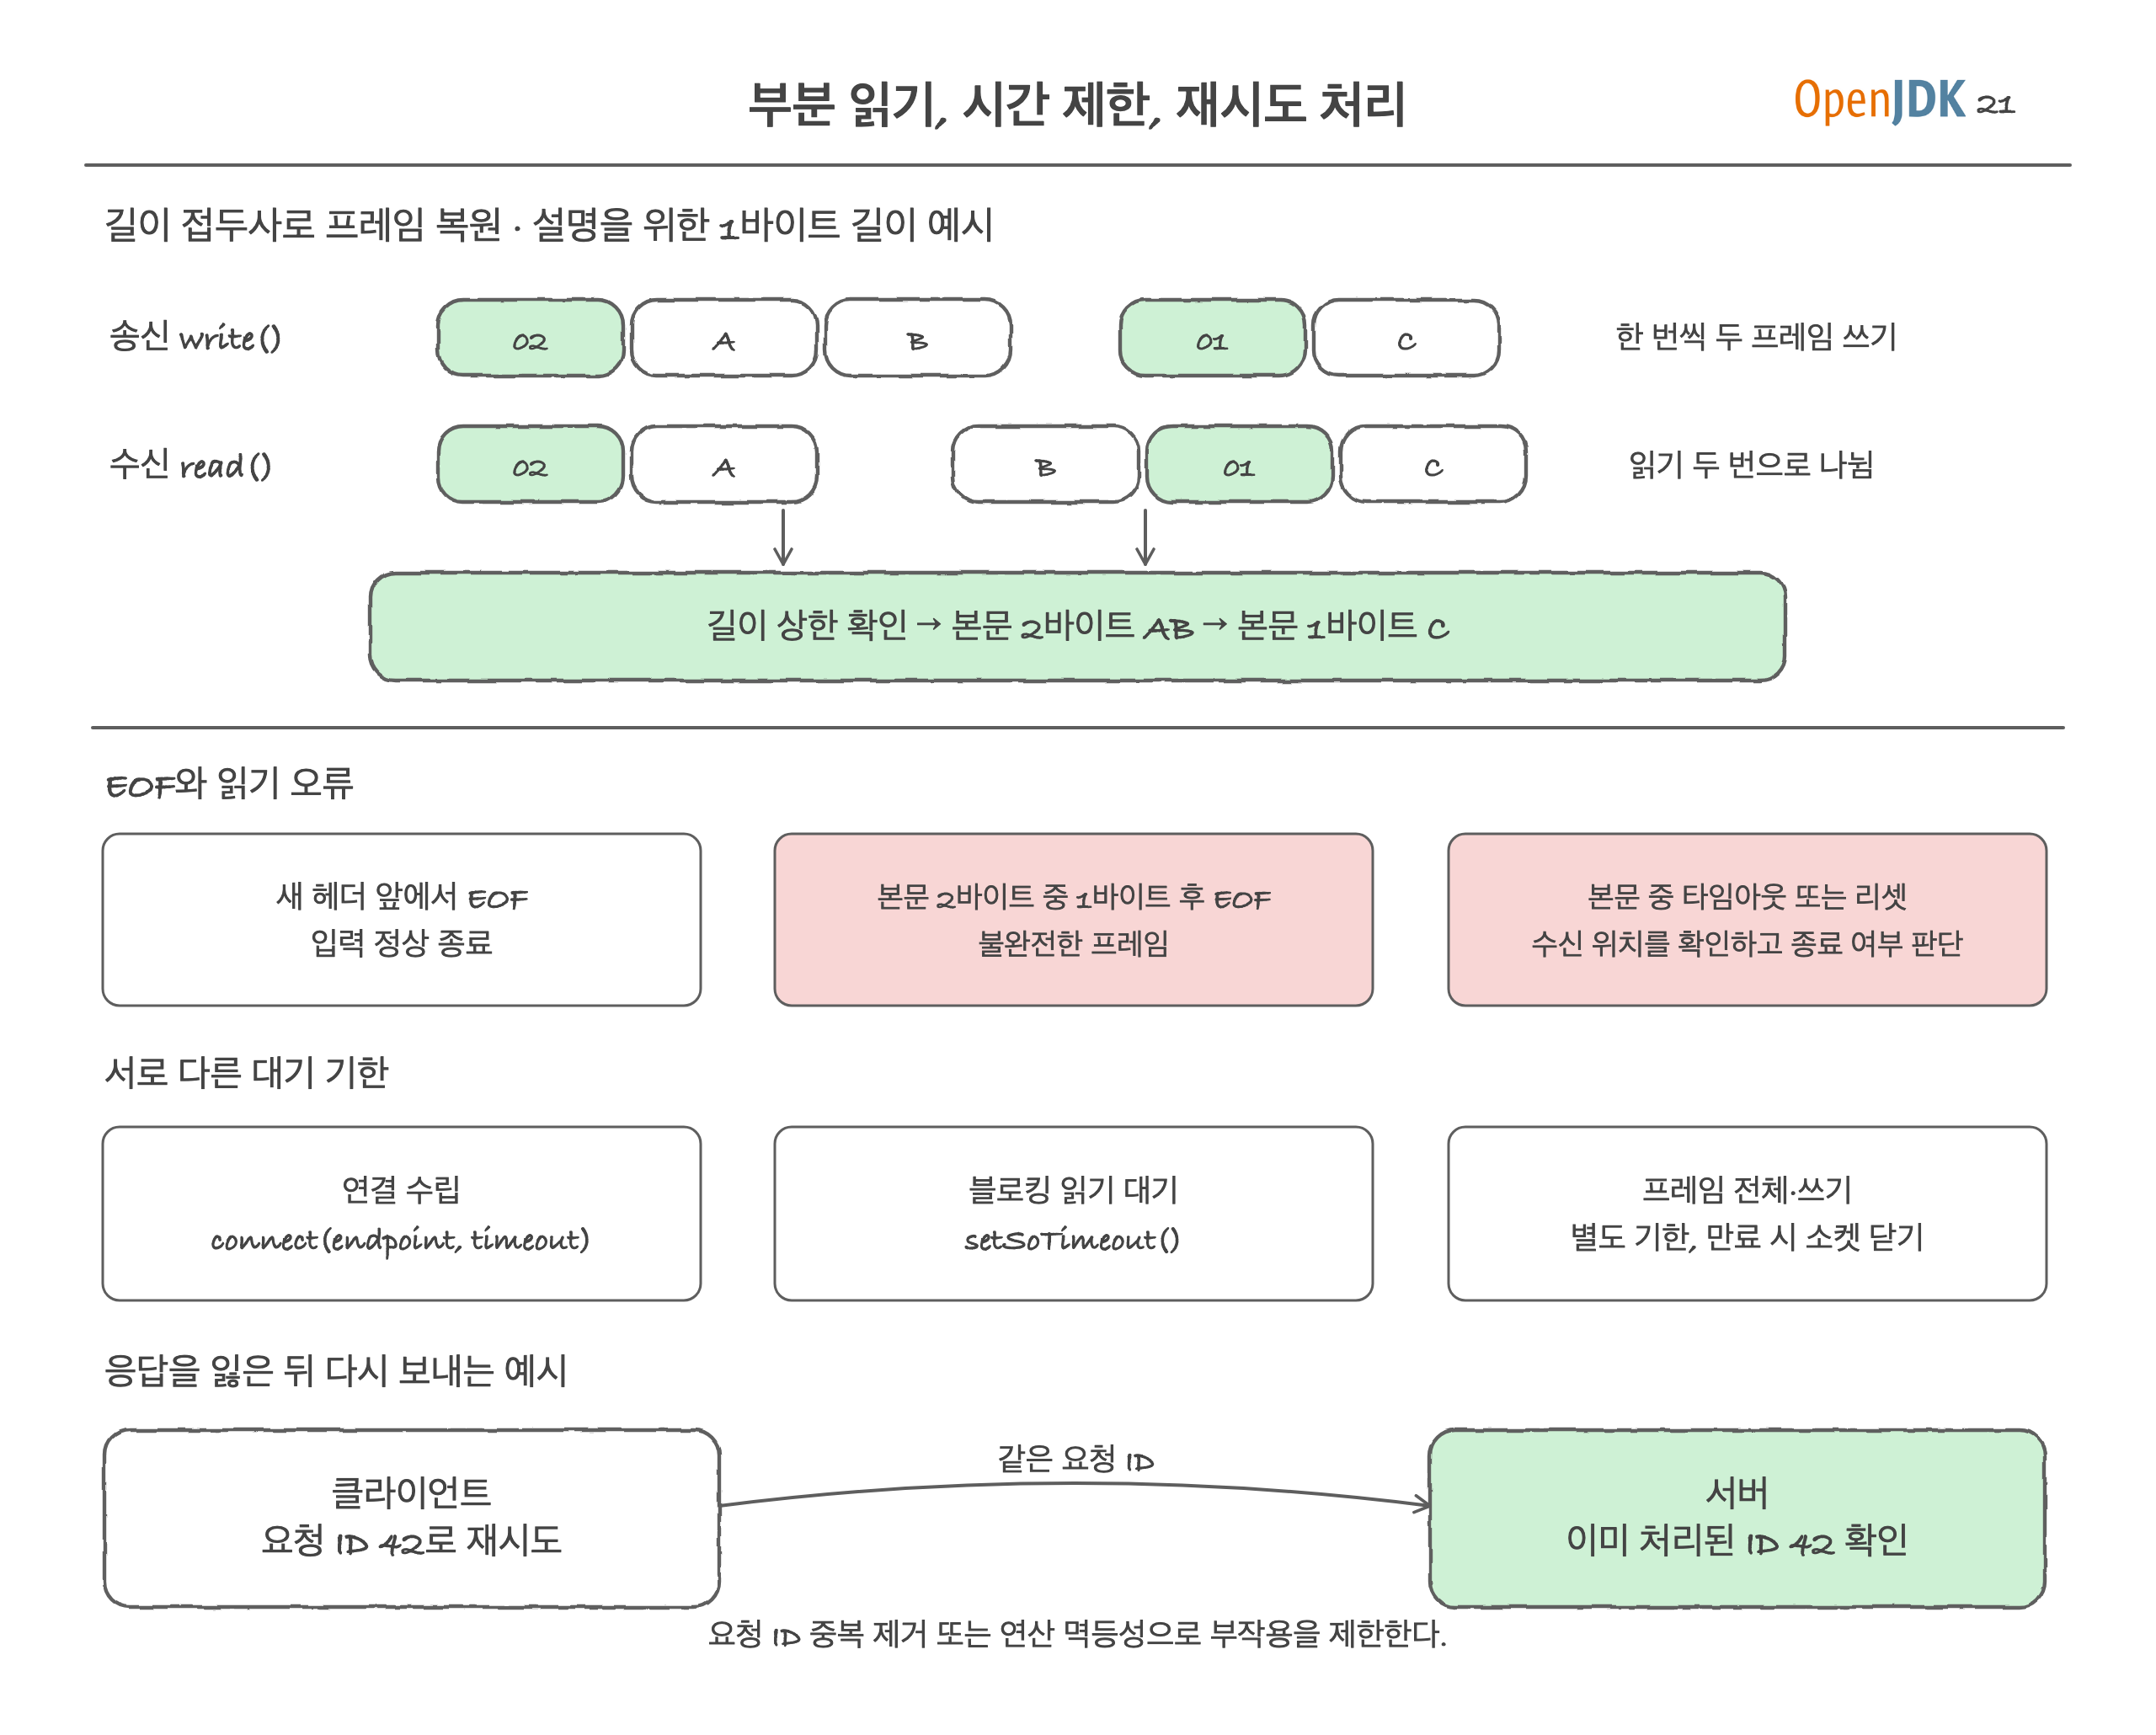 부분 읽기, 시간 제한, 재시도 처리
OpenJDK 21
길이 접두사로 프레임 복원 · 설명을 위한 1바이트 길이 예시
송신 write() 02 A B 01 C 한 번씩 두 프레임 쓰기
수신 read() 02 A B 01 C 읽기 두 번으로 나뉨
길이 상한 확인 → 본문 2바이트 AB → 본문 1바이트 C
EOF와 읽기 오류
새 헤더 앞에서 EOF
입력 정상 종료
본문 2바이트 중 1바이트 후 EOF
불완전한 프레임
본문 중 타임아웃 또는 리셋
수신 위치를 확인하고 종료 여부 판단
서로 다른 대기 기한
연결 수립
connect(endpoint, timeout)
블로킹 읽기 대기
setSoTimeout()
프레임 전체·쓰기
별도 기한, 만료 시 소켓 닫기
응답을 잃은 뒤 다시 보내는 예시
클라이언트
요청 ID 42로 재시도
같은 요청 ID
서버
이미 처리된 ID 42 확인
요청 ID 중복 제거 또는 연산 멱등성으로 부작용을 제한한다.